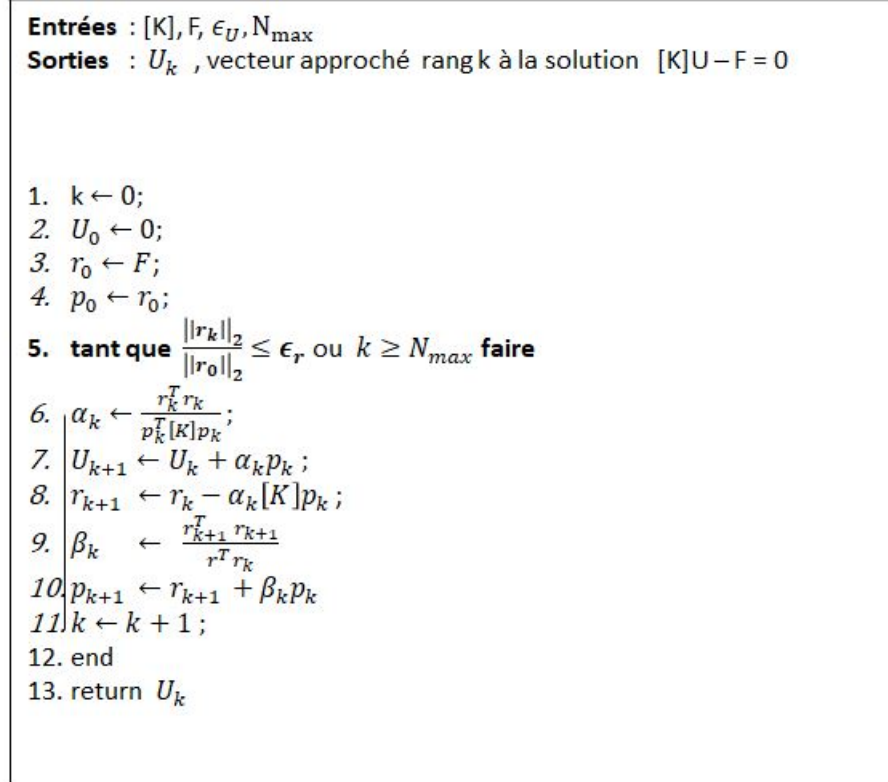 Entrées : [K], F, ϵ_U, N_max
Sorties : U_k , vecteur approché rang k à la solution [K]U – F = 0
1. k ← 0;
2. U_0 ← 0;
3. r_0 ← F;
4. p_0 ← r_0;
5. tant que ||r_k||_2 / ||r_0||_2 ≤ ϵ_r ou k ≥ N_max faire
6. α_k ← r_k^T r_k / p_k^T [K] p_k ;
7. U_{k+1} ← U_k + α_k p_k ;
8. r_{k+1} ← r_k − α_k [K] p_k ;
9. β_k ← r_{k+1}^T r_{k+1} / r^T r_k
10. p_{k+1} ← r_{k+1} + β_k p_k
11. k ← k + 1 ;
12. end
13. return U_k